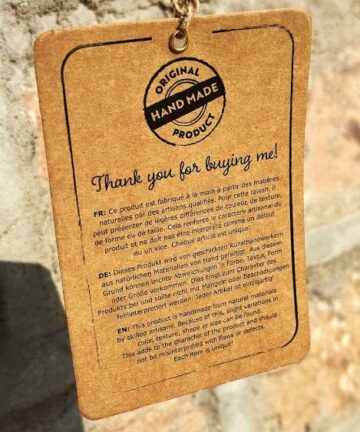 ORIGINAL
HAND MADE
PRODUCT
Thank you for buying me!
FR: Ce produit est fabriqué à la main à partir des matières
naturelles par des artisans qualifiés. Pour cette raison, il
peut présenter de légères différences de couleur, de texture,
de forme ou de taille. Cela renforce le caractère artisanal du
produit et ne doit pas être interprété comme un défaut
ou un vice. Chaque article est unique!
DE: Dieses Produkt wird von geschickten Kunsthandwerkern
aus natürlichen Materialien von Hand gefertigt. Aus diesem
Grund können leichte Abweichungen in Farbe, Textur, Form
oder Größe vorkommen. Dies trägt zum Charakter des
Produkts bei und sollte nicht mit Mängeln oder Beschädigungen
fehlinterpretiert werden. Jeder Artikel ist einzigartig!
EN: This product is handmade from natural materials
by skilled artisans. Because of this, slight variations in
color, texture, shape or size can be found.
This adds to the character of the product and should
not be misinterpreted with flaws or defects.
Each item is unique!